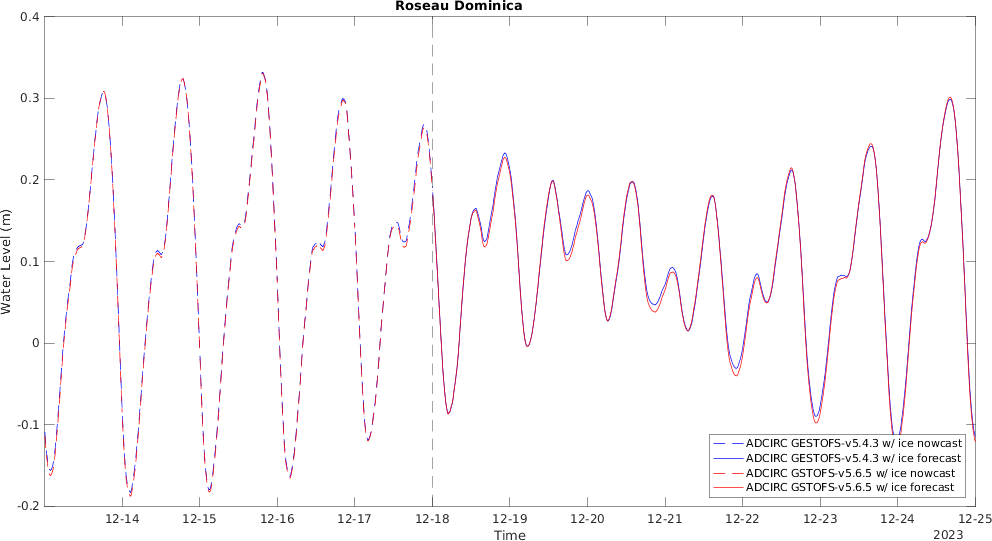 Roseau Dominica
0.4
0.3
0.2
0.1
0
-0.1
-0.2
Water Level (m)
ADCIRC GESTOFS-v5.4.3 w/ ice nowcast
ADCIRC GESTOFS-v5.4.3 w/ ice forecast
ADCIRC GSTOFS-v5.6.5 w/ ice nowcast
ADCIRC GSTOFS-v5.6.5 w/ ice forecast
12-14 12-15 12-16 12-17 12-18 12-19 12-20 12-21 12-22 12-23 12-24 12-25
Time
2023